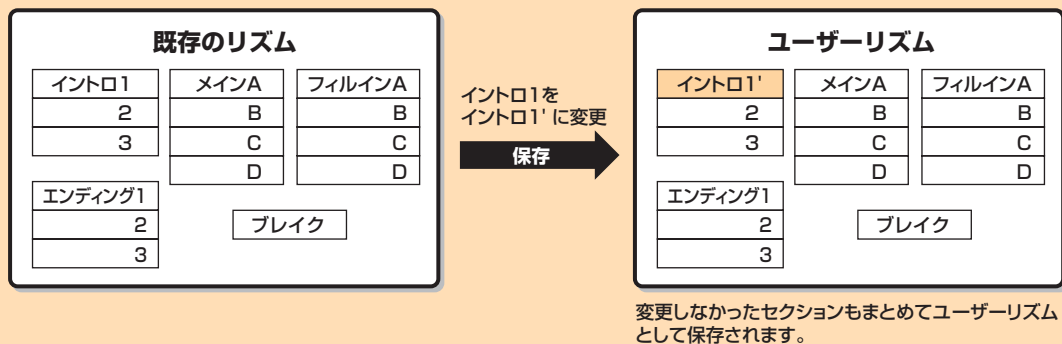 既存のリズム
イントロ1
2
3
メインA
B
C
D
フィルインA
B
C
D
エンディング1
2
3
ブレイク
イントロ1を
イントロ1' に変更
保存
ユーザーリズム
イントロ1'
2
3
メインA
B
C
D
フィルインA
B
C
D
エンディング1
2
3
ブレイク
変更しなかったセクションもまとめてユーザーリズム
として保存されます。